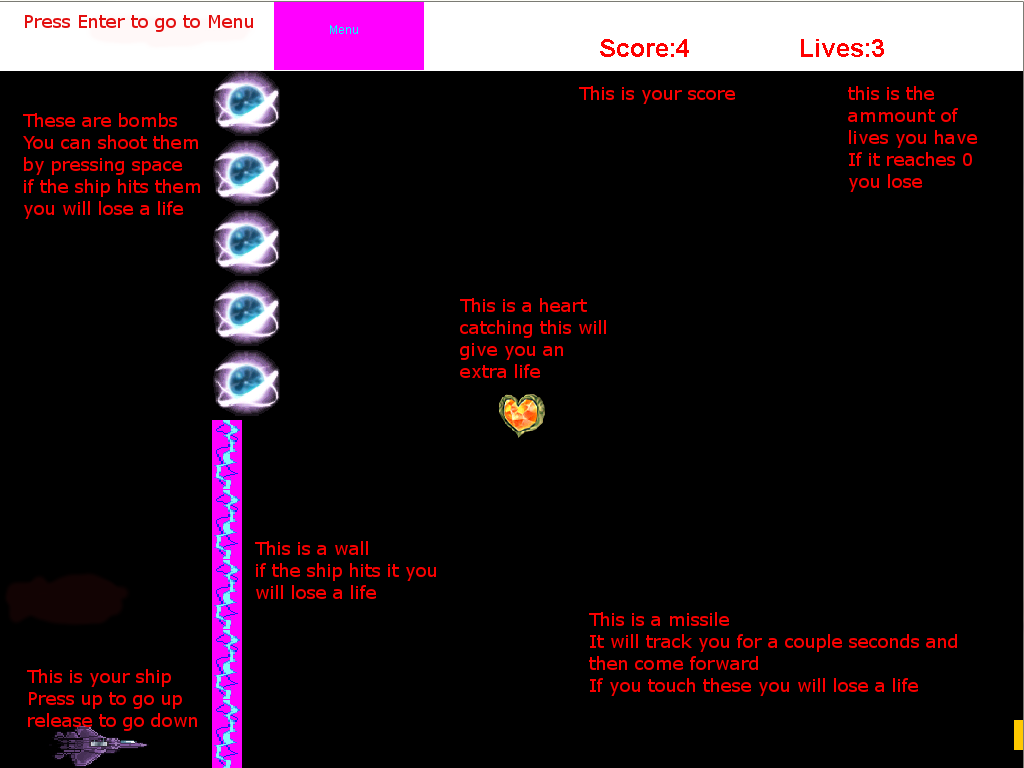 Press Enter to go to Menu
Menu
Score:4
Lives:3
This is your score
this is the
ammount of
lives you have
If it reaches 0
you lose
These are bombs
You can shoot them
by pressing space
if the ship hits them
you will lose a life
This is a heart
catching this will
give you an
extra life
This is a wall
if the ship hits it you
will lose a life
This is a missile
It will track you for a couple seconds and
then come forward
If you touch these you will lose a life
This is your ship
Press up to go up
release to go down